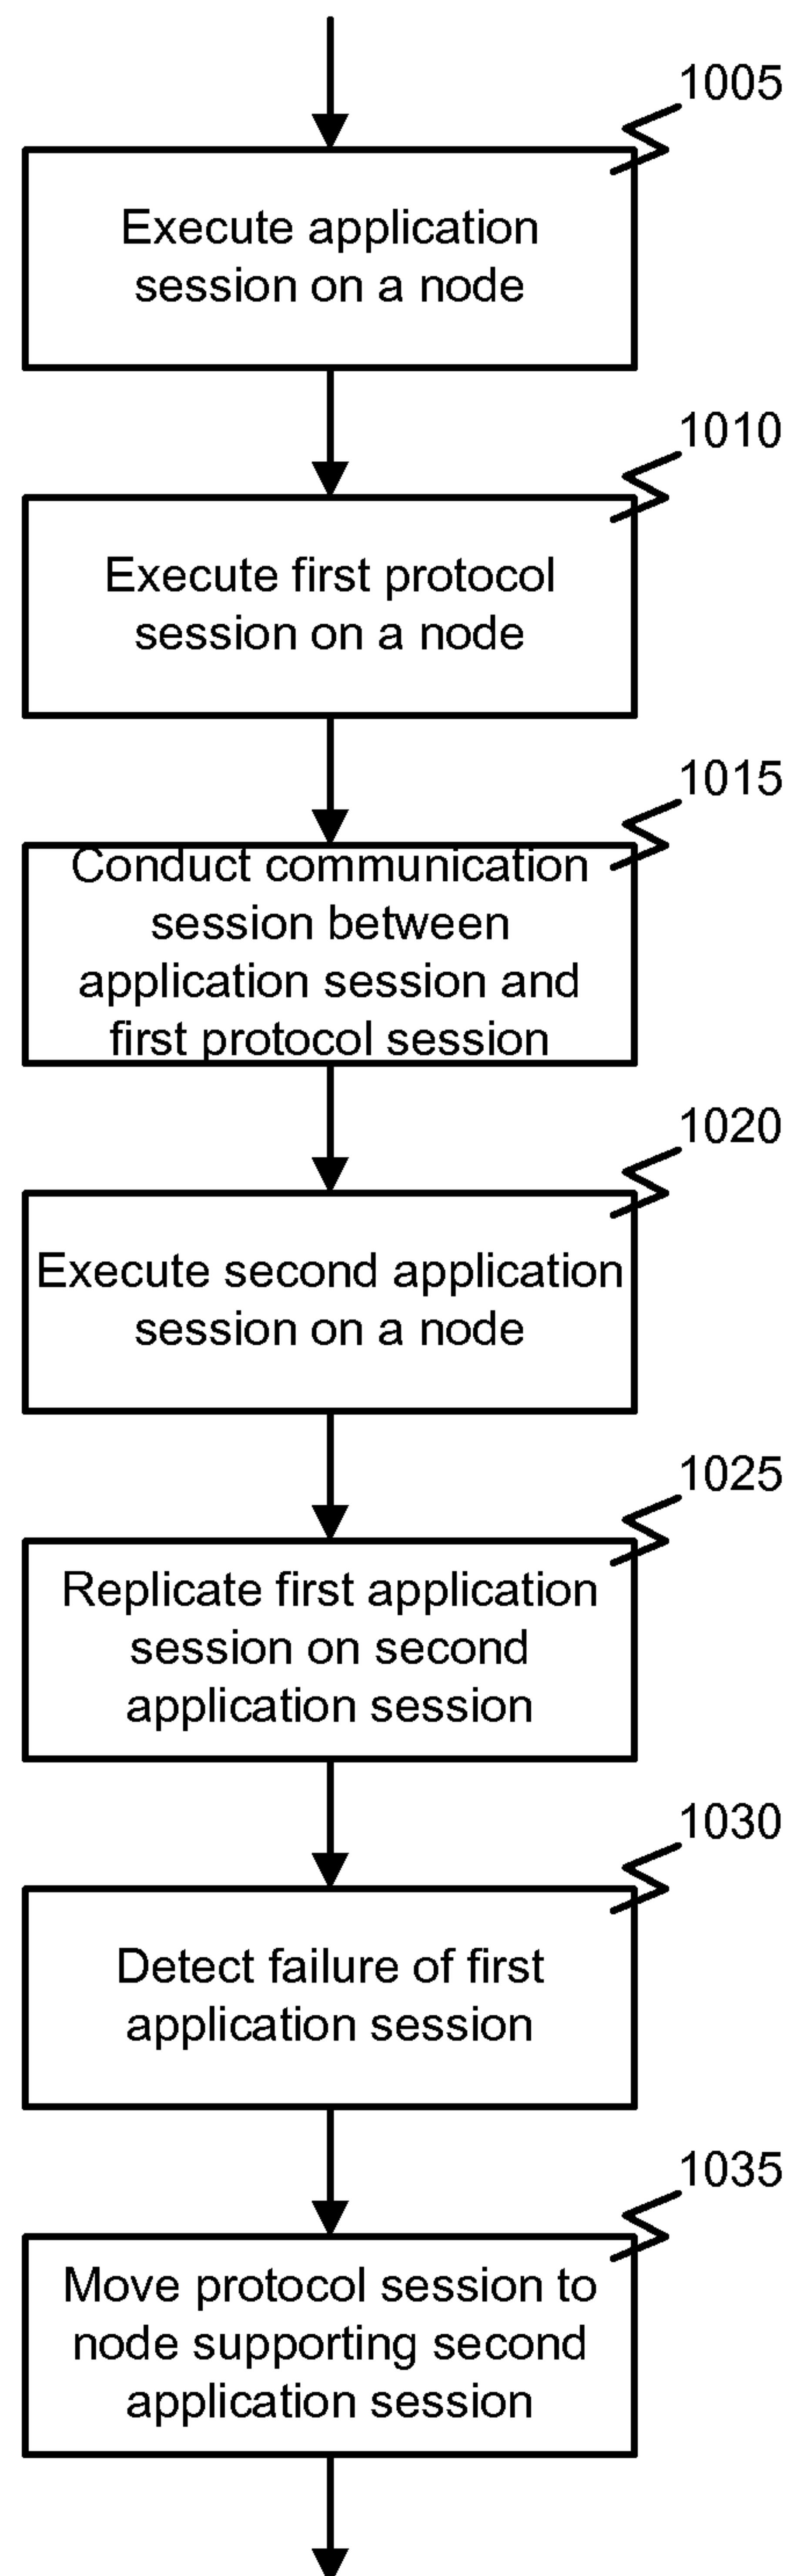 1005
Execute application
session on a node
1010
Execute first protocol
session on a node
1015
Conduct communication
session between
application session and
first protocol session
1020
Execute second application
session on a node
1025
Replicate first application
session on second
application session
1030
Detect failure of first
application session
1035
Move protocol session to
node supporting second
application session